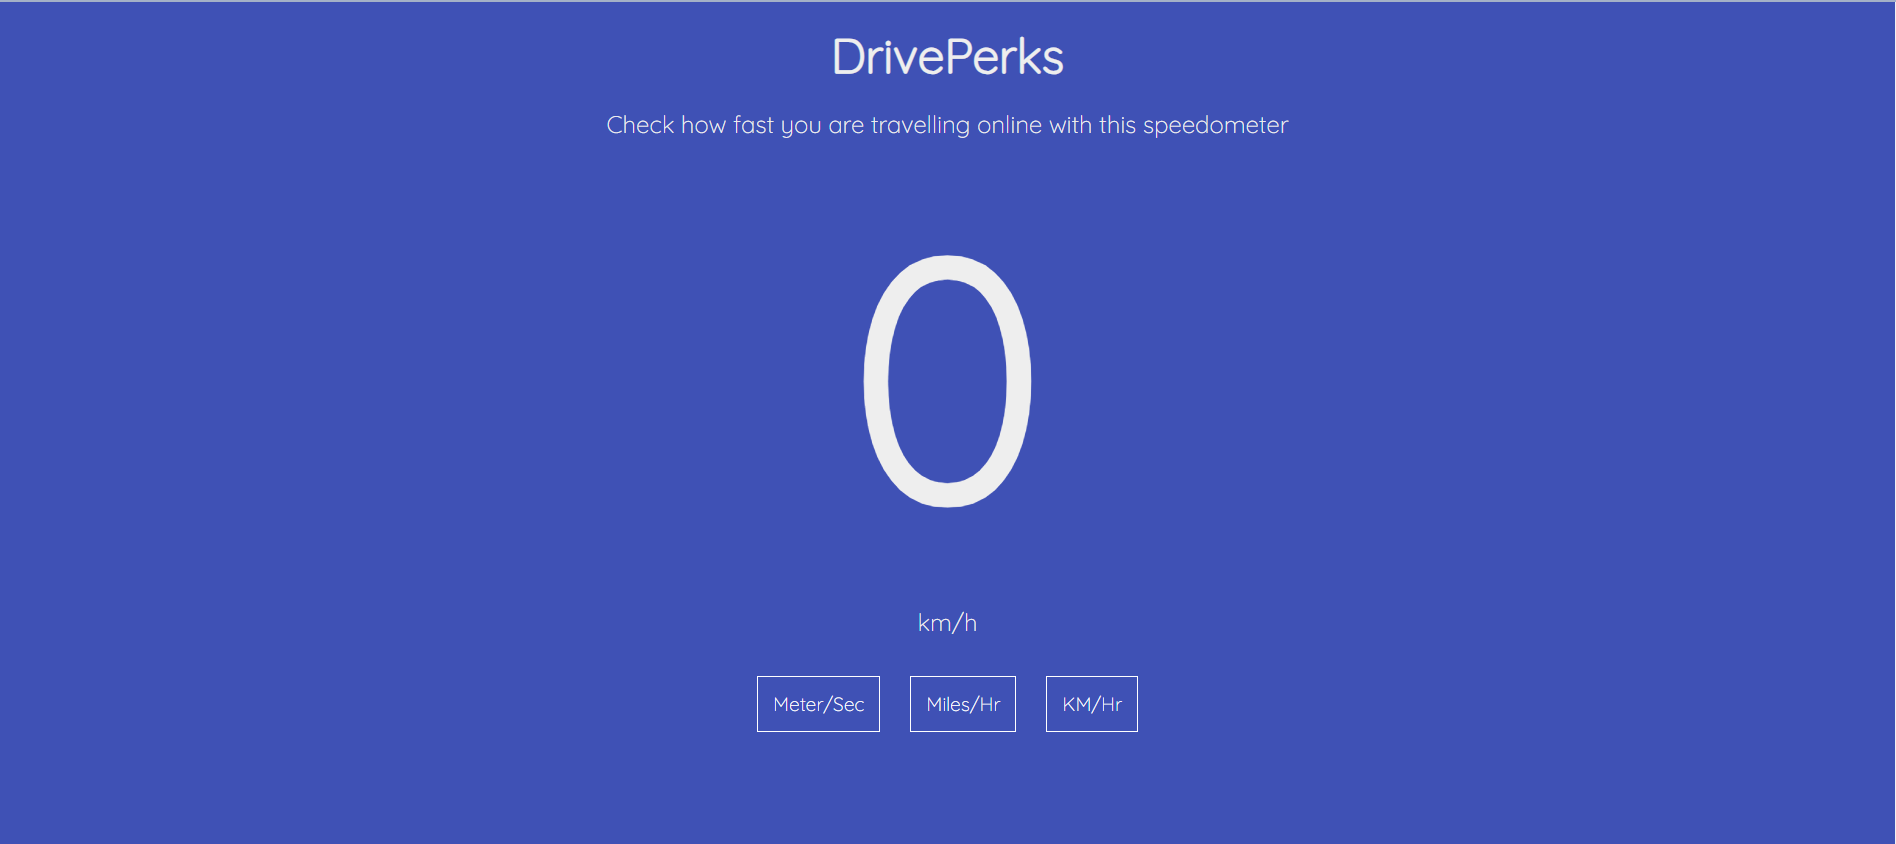 DrivePerks
Check how fast you are travelling online with this speedometer
0
km/h
Meter/Sec Miles/Hr KM/Hr